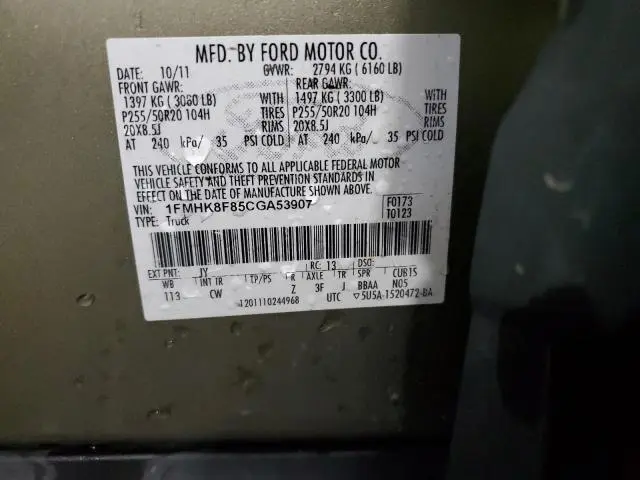 MFD. BY FORD MOTOR CO.
DATE: 10/11 GVWR: 2794 KG ( 6160 LB)
FRONT GAWR: REAR GAWR:
1397 KG ( 3080 LB) WITH 1497 KG ( 3300 LB) WITH
P255/50R20 104H TIRES P255/50R20 104H TIRES
20X8.5J RIMS 20X8.5J RIMS
AT 240 kPa/ 35 PSI COLD AT 240 kPa/ 35 PSI COLD
THIS VEHICLE CONFORMS TO ALL APPLICABLE FEDERAL MOTOR
VEHICLE SAFETY AND THEFT PREVENTION STANDARDS IN
EFFECT ON THE DATE OF MANUFACTURE SHOWN ABOVE.
VIN: 1FMHK8F85CGA53907 F0173
TYPE: Truck T0123
EXT PNT: JY RC: 13 DSO:
WB INT TR TP/PS R AXLE TR SPR CUB1S
113 CW Z 3F J BBAA N05
1201110244968 UTC ▽5U5A-1520472-BA